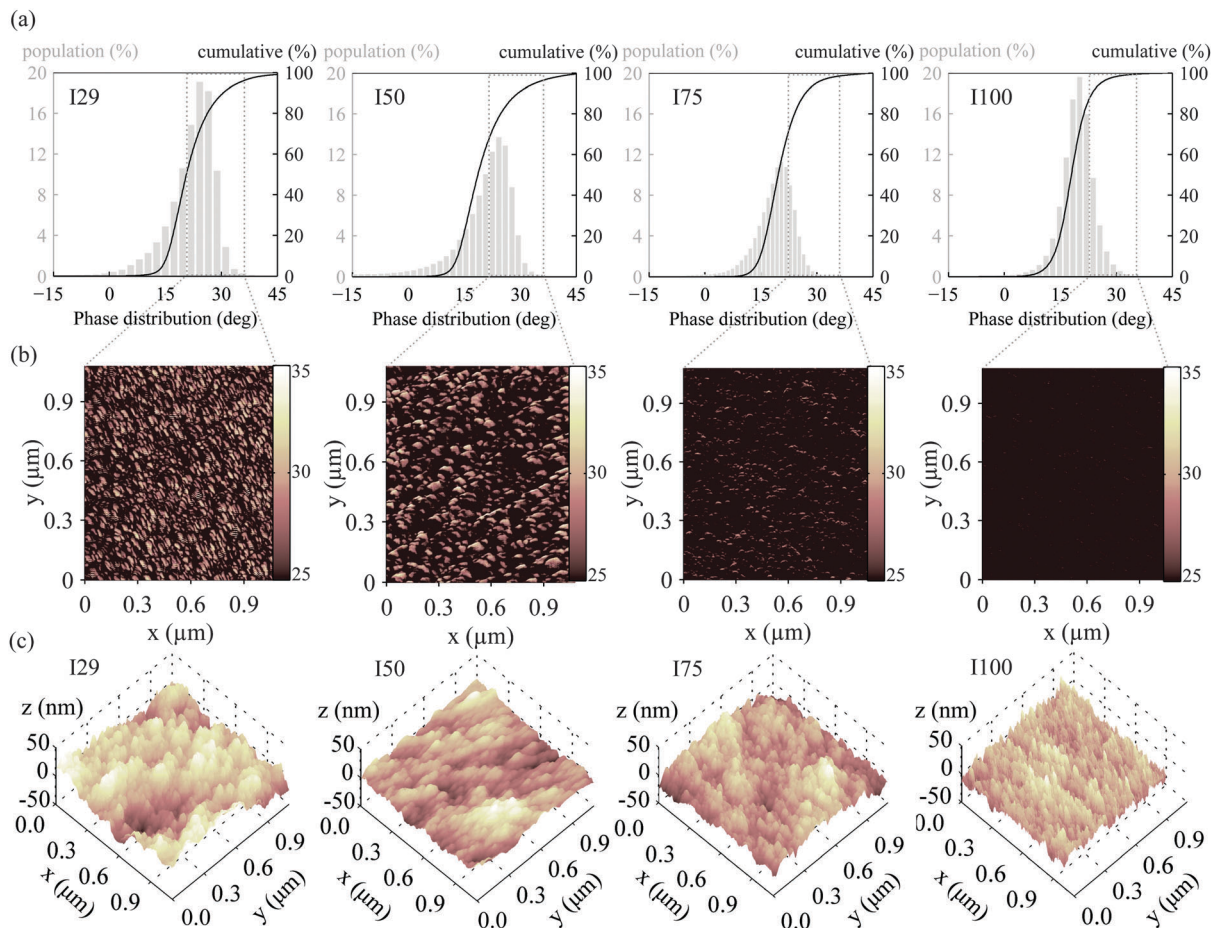 (a)
population (%) cumulative (%) population (%) cumulative (%) population (%) cumulative (%) population (%) cumulative (%)
20 100 20 100 20 100 20 100
I29 I50 I75 I100
16 80 16 80 16 80 16 80
12 60 12 60 12 60 12 60
8 40 8 40 8 40 8 40
4 20 4 20 4 20 4 20
0 0 0 0 0 0 0 0
−15 0 15 30 45 −15 0 15 30 45 −15 0 15 30 45 −15 0 15 30 45
Phase distribution (deg) Phase distribution (deg) Phase distribution (deg) Phase distribution (deg)
(b)
35 35 35 35
0.9 0.9 0.9 0.9
0.6 30 0.6 30 0.6 30 0.6 30
y (µm) y (µm) y (µm) y (µm)
0.3 0.3 0.3 0.3
0 25 0 25 0 25 0 25
0 0.3 0.6 0.9 0 0.3 0.6 0.9 0 0.3 0.6 0.9 0 0.3 0.6 0.9
x (µm) x (µm) x (µm) x (µm)
(c)
I29 I50 I75 I100
z (nm) z (nm) z (nm) z (nm)
50 50 50 50
0 0 0 0
-50 -50 -50 -50
0.0 0.9 0.0 0.9 0.0 0.9 0.0 0.9
0.3 0.6 0.3 0.6 0.3 0.6 0.3 0.6
0.6 0.3 0.6 0.3 0.6 0.3 0.6 0.3
0.9 0.0 0.9 0.0 0.9 0.0 0.9 0.0
x (µm) y (µm) x (µm) y (µm) x (µm) y (µm) x (µm) y (µm)